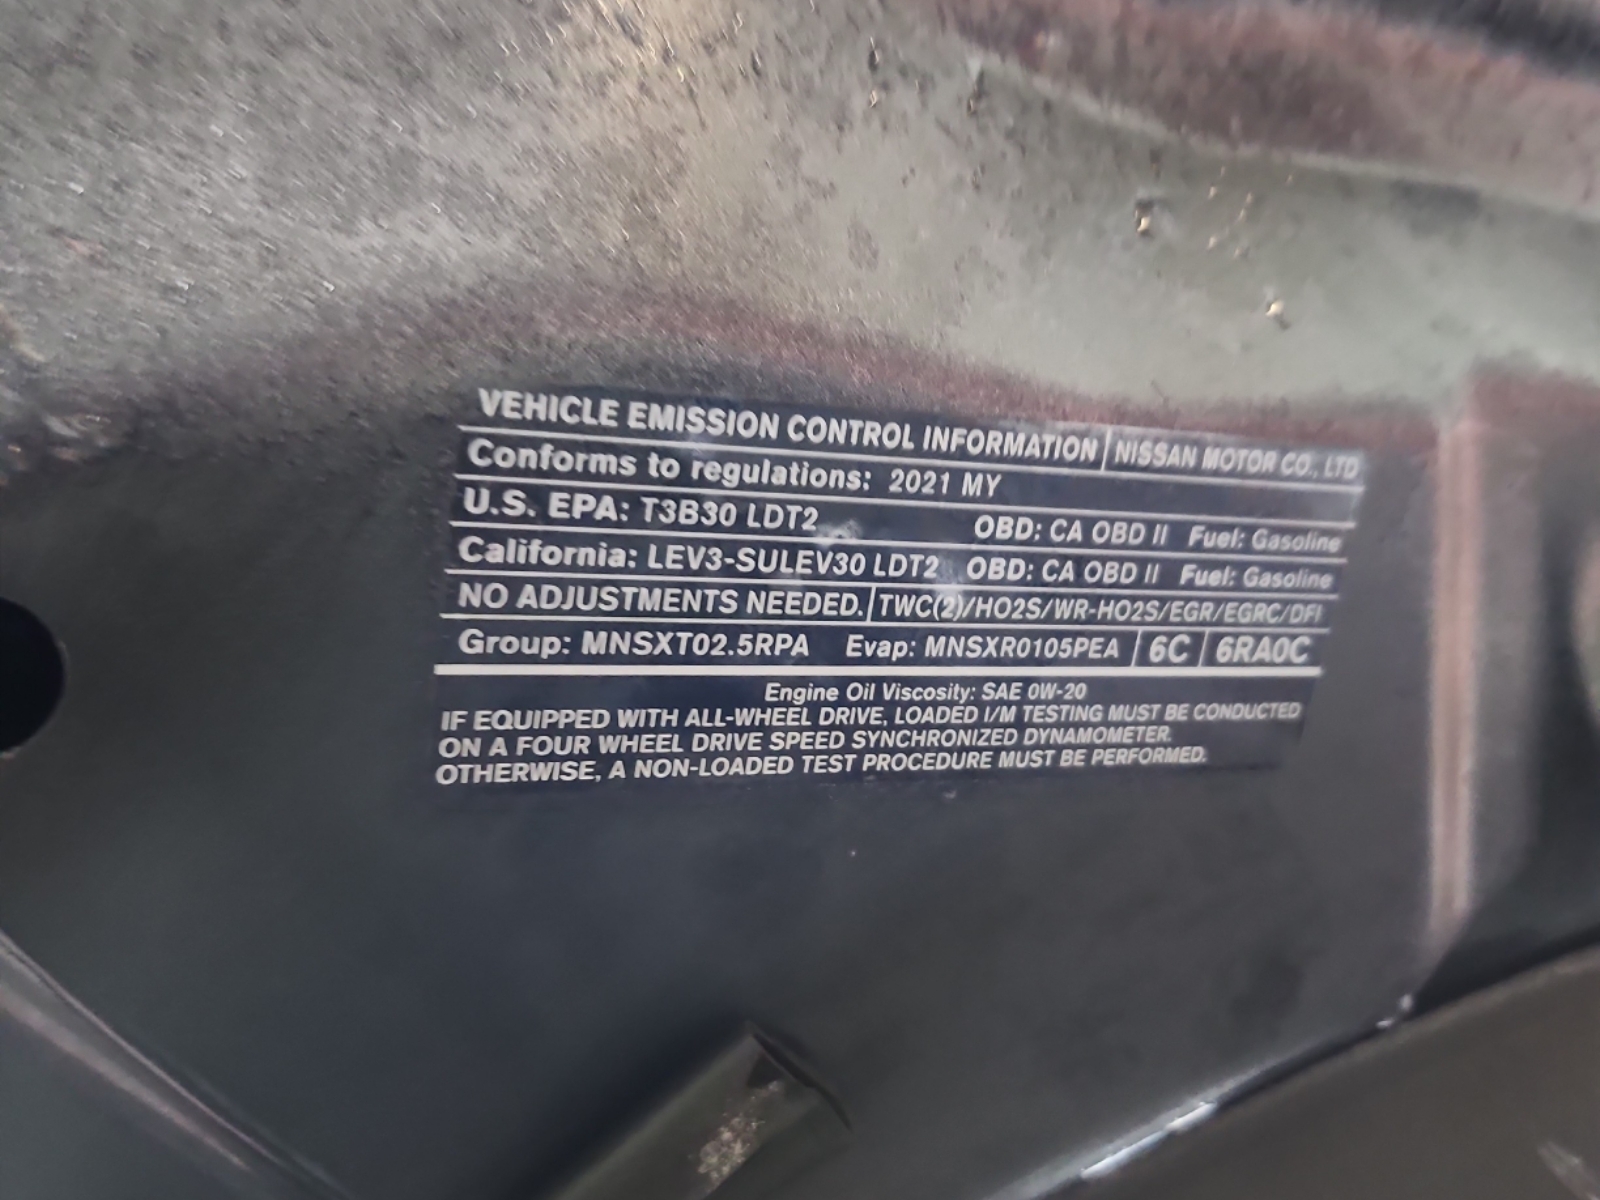 VEHICLE EMISSION CONTROL INFORMATION NISSAN MOTOR CO., LTD
Conforms to regulations: 2021 MY
U.S. EPA: T3B30 LDT2 OBD: CA OBD II Fuel: Gasoline
California: LEV3-SULEV30 LDT2 OBD: CA OBD II Fuel: Gasoline
NO ADJUSTMENTS NEEDED. TWC(2)/HO2S/WR-HO2S/EGR/EGRC/DFI
Group: MNSXT02.5RPA Evap: MNSXR0105PEA 6C 6RA0C
Engine Oil Viscosity: SAE 0W-20
IF EQUIPPED WITH ALL-WHEEL DRIVE, LOADED I/M TESTING MUST BE CONDUCTED
ON A FOUR WHEEL DRIVE SPEED SYNCHRONIZED DYNAMOMETER.
OTHERWISE, A NON-LOADED TEST PROCEDURE MUST BE PERFORMED.